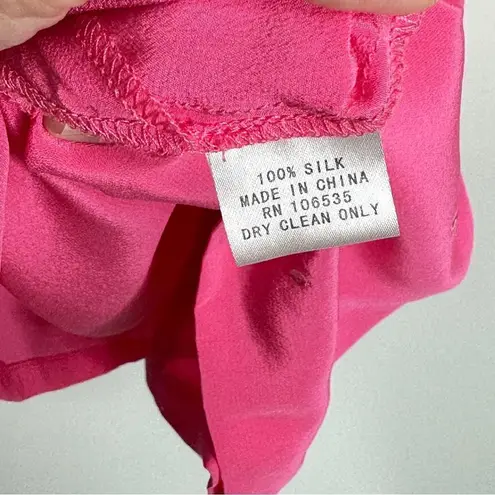 100% SILK
MADE IN CHINA
RN 106535
DRY CLEAN ONLY